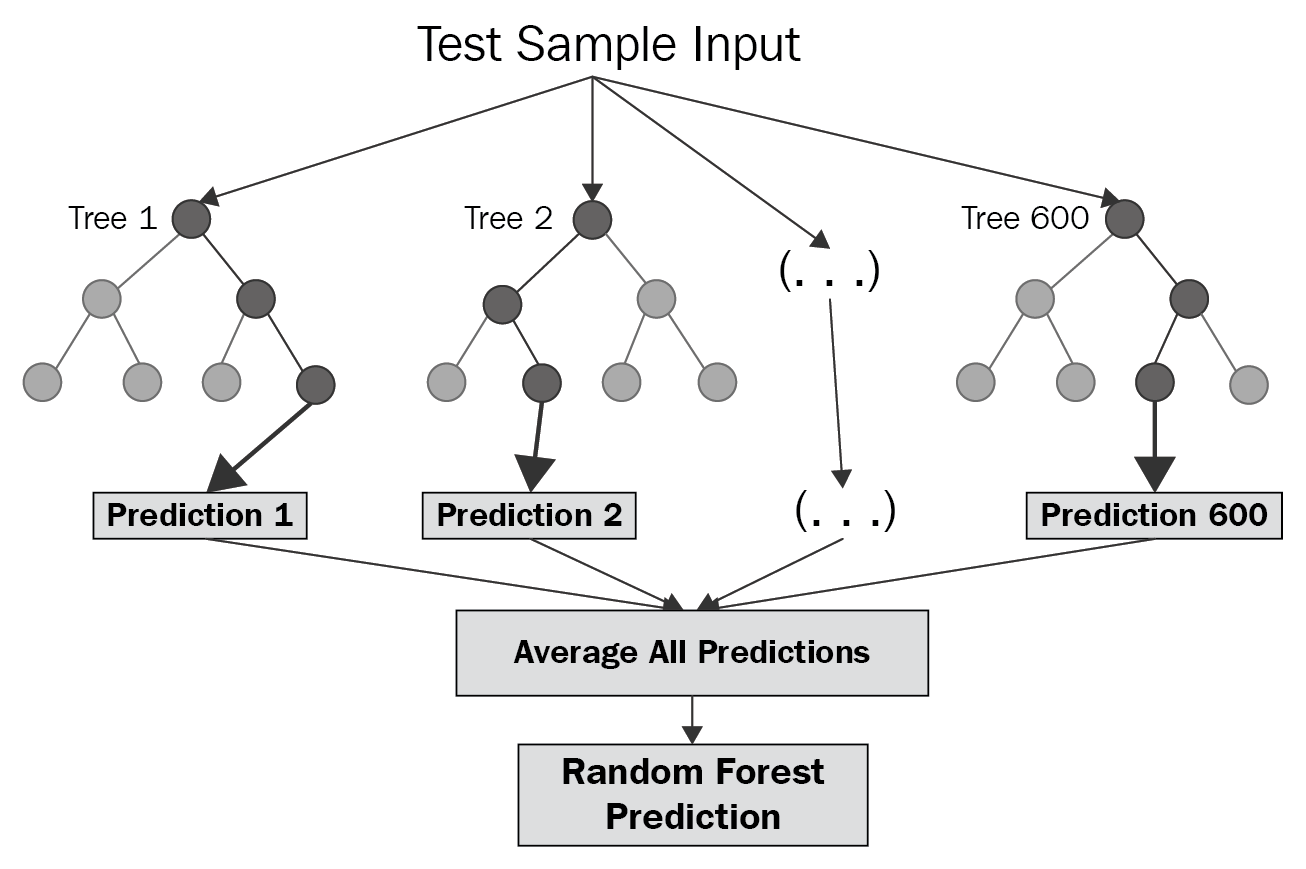 Test Sample Input
Tree 1
Tree 2
(. . .)
Tree 600
Prediction 1
Prediction 2
(. . .)
Prediction 600
Average All Predictions
Random Forest
Prediction